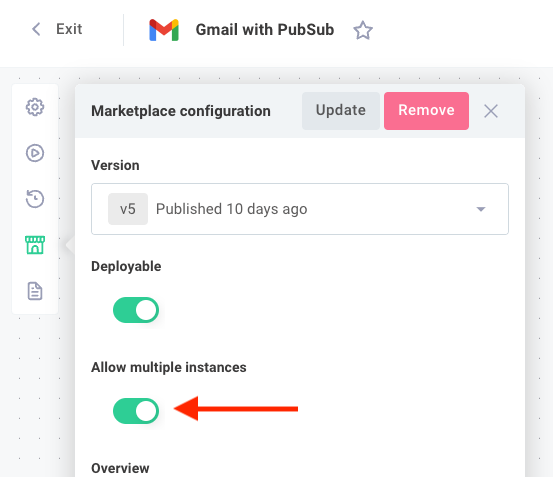 Exit
Gmail with PubSub
Marketplace configuration Update Remove
Version
v5 Published 10 days ago
Deployable
Allow multiple instances
Overview